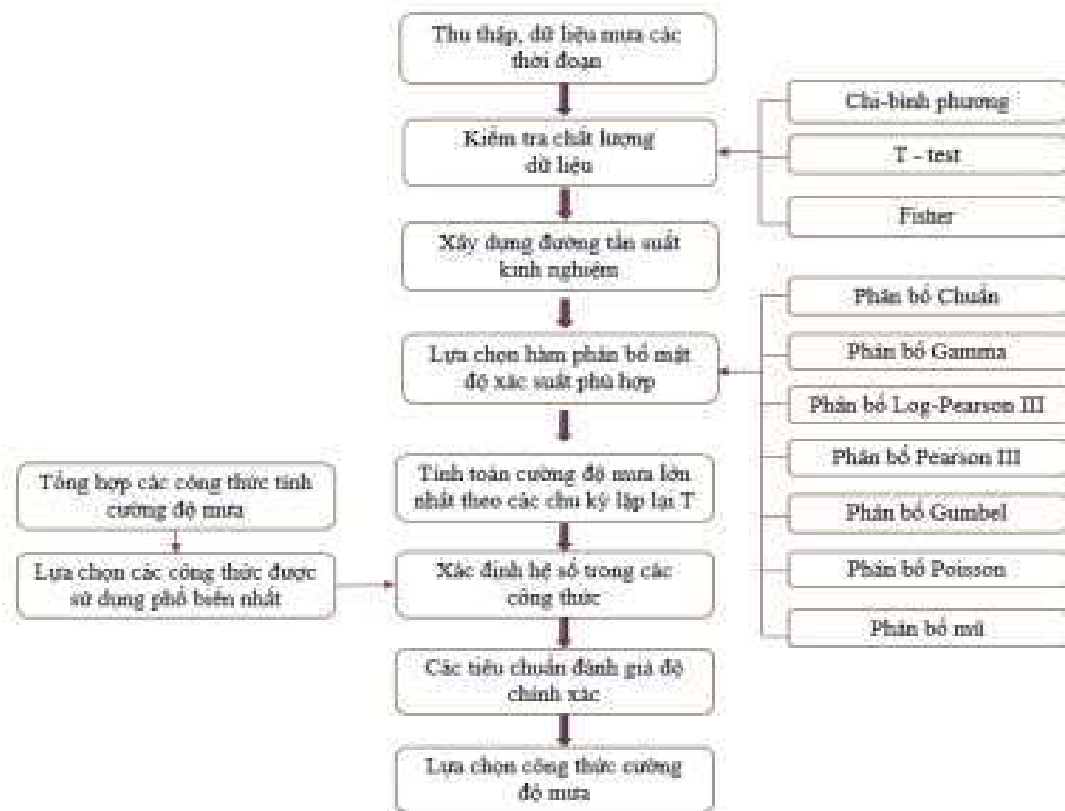 Thu thập, dữ liệu mưa các
thời đoạn
Kiểm tra chất lượng
dữ liệu
Chi-bình phương
T - test
Fisher
Xây dựng đường tần suất
kinh nghiệm
Lựa chọn hàm phân bố mật
độ xác suất phù hợp
Phân bố Chuẩn
Phân bố Gamma
Phân bố Log-Pearson III
Phân bố Pearson III
Phân bố Gumbel
Phân bố Poisson
Phân bố mũ
Tính toán cường độ mưa lớn
nhất theo các chu kỳ lặp lại T
Tổng hợp các công thức tính
cường độ mưa
Lựa chọn các công thức được
sử dụng phổ biến nhất
Xác định hệ số trong các
công thức
Các tiêu chuẩn đánh giá độ
chính xác
Lựa chọn công thức cường
độ mưa